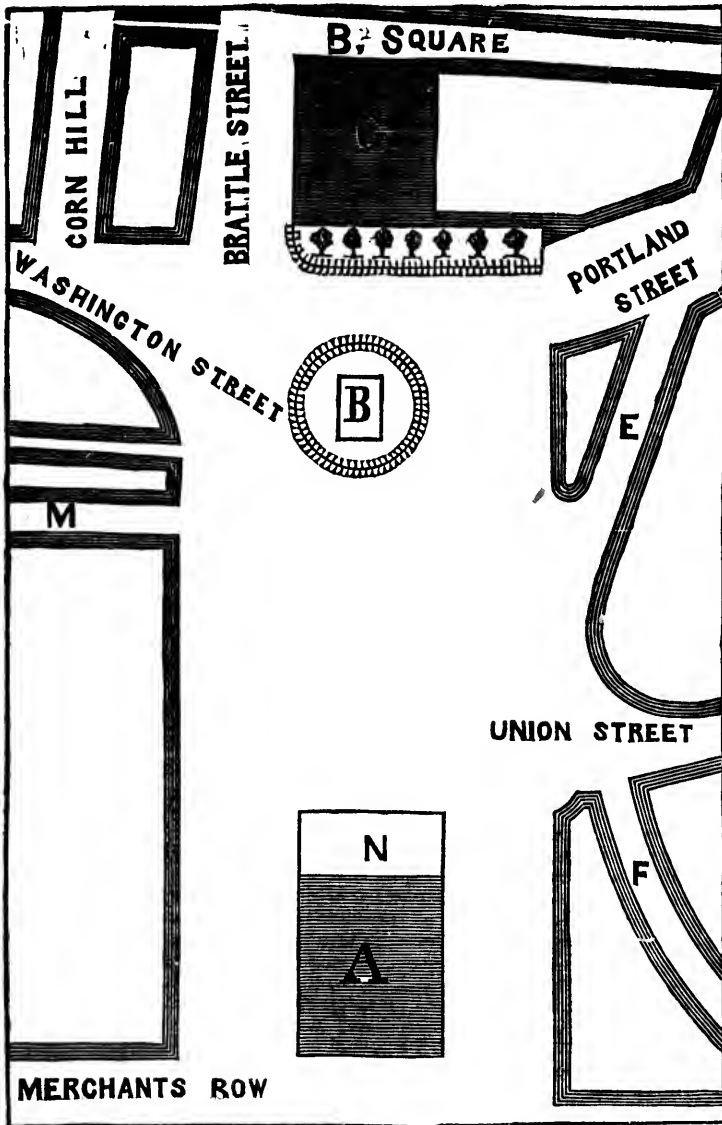 B. SQUARE
CORN HILL
BRATTLE STREET
PORTLAND
STREET
WASHINGTON STREET
B
E
M
UNION STREET
N
F
A
MERCHANTS ROW